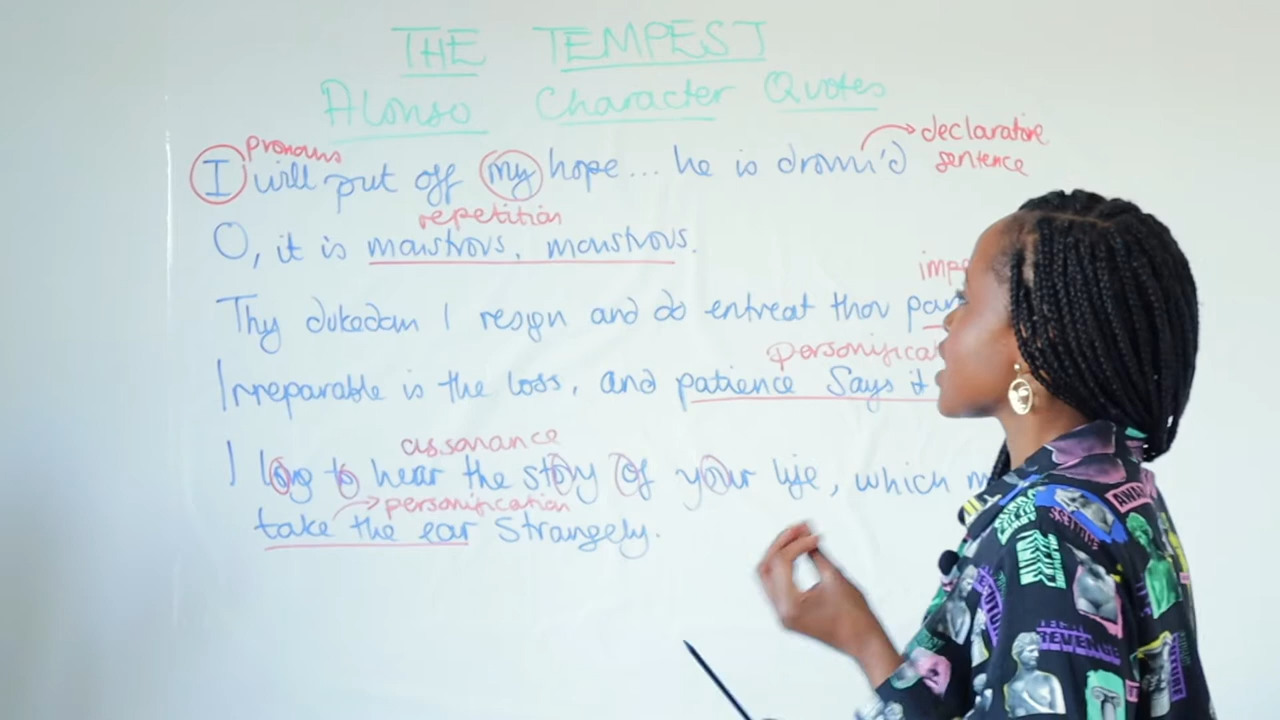 THE TEMPEST
Alonso Character Quotes
pronouns
declarative
sentence
I will put off my hope... he is drown'd
repetition
O, it is monstrous, monstrous.
Thy dukedom I resign and do entreat thou
Irreparable is the loss, and patience Says it
assonance
I long to hear the story of your life, which
personification
take the ear Strangely.
REVENGE